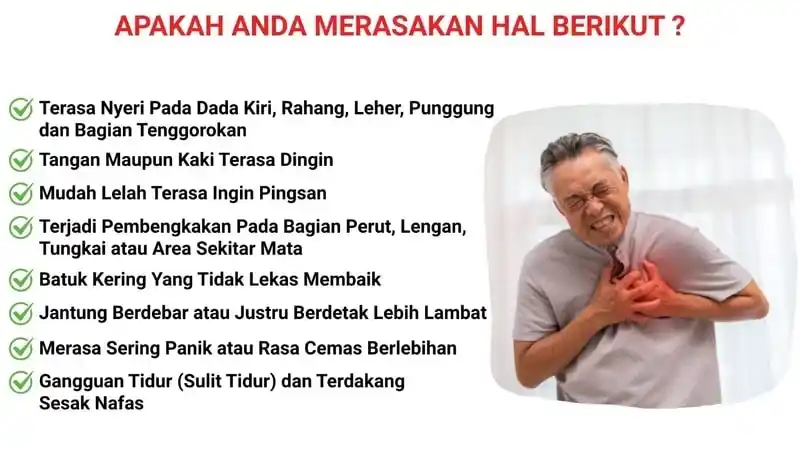 APAKAH ANDA MERASAKAN HAL BERIKUT ?
Terasa Nyeri Pada Dada Kiri, Rahang, Leher, Punggung
dan Bagian Tenggorokan
Tangan Maupun Kaki Terasa Dingin
Mudah Lelah Terasa Ingin Pingsan
Terjadi Pembengkakan Pada Bagian Perut, Lengan,
Tungkai atau Area Sekitar Mata
Batuk Kering Yang Tidak Lekas Membaik
Jantung Berdebar atau Justru Berdetak Lebih Lambat
Merasa Sering Panik atau Rasa Cemas Berlebihan
Gangguan Tidur (Sulit Tidur) dan Terdakang
Sesak Nafas